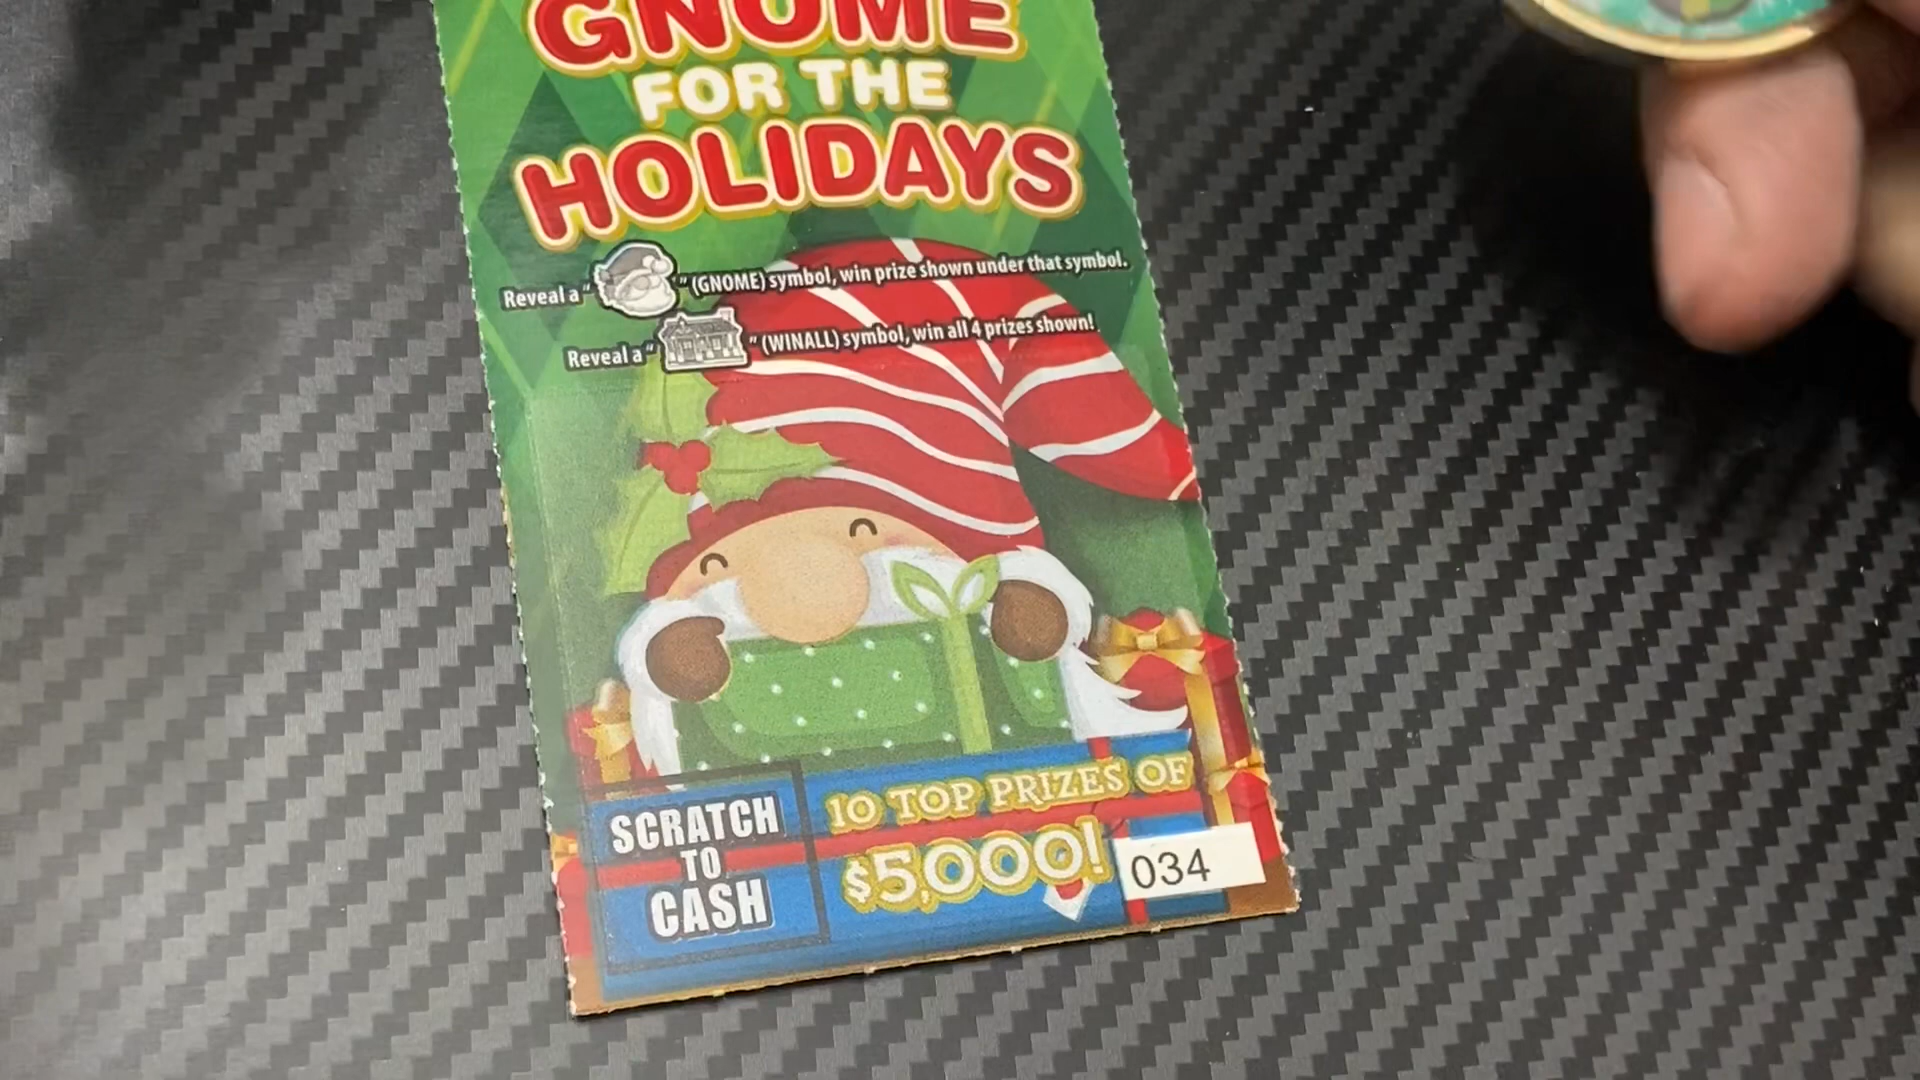 GNOME
FOR THE
HOLIDAYS
Reveal a " " (GNOME) symbol, win prize shown under that symbol.
Reveal a " " (WINALL) symbol, win all 4 prizes shown!
SCRATCH
TO
CASH
10 TOP PRIZES OF
$5,000!
034